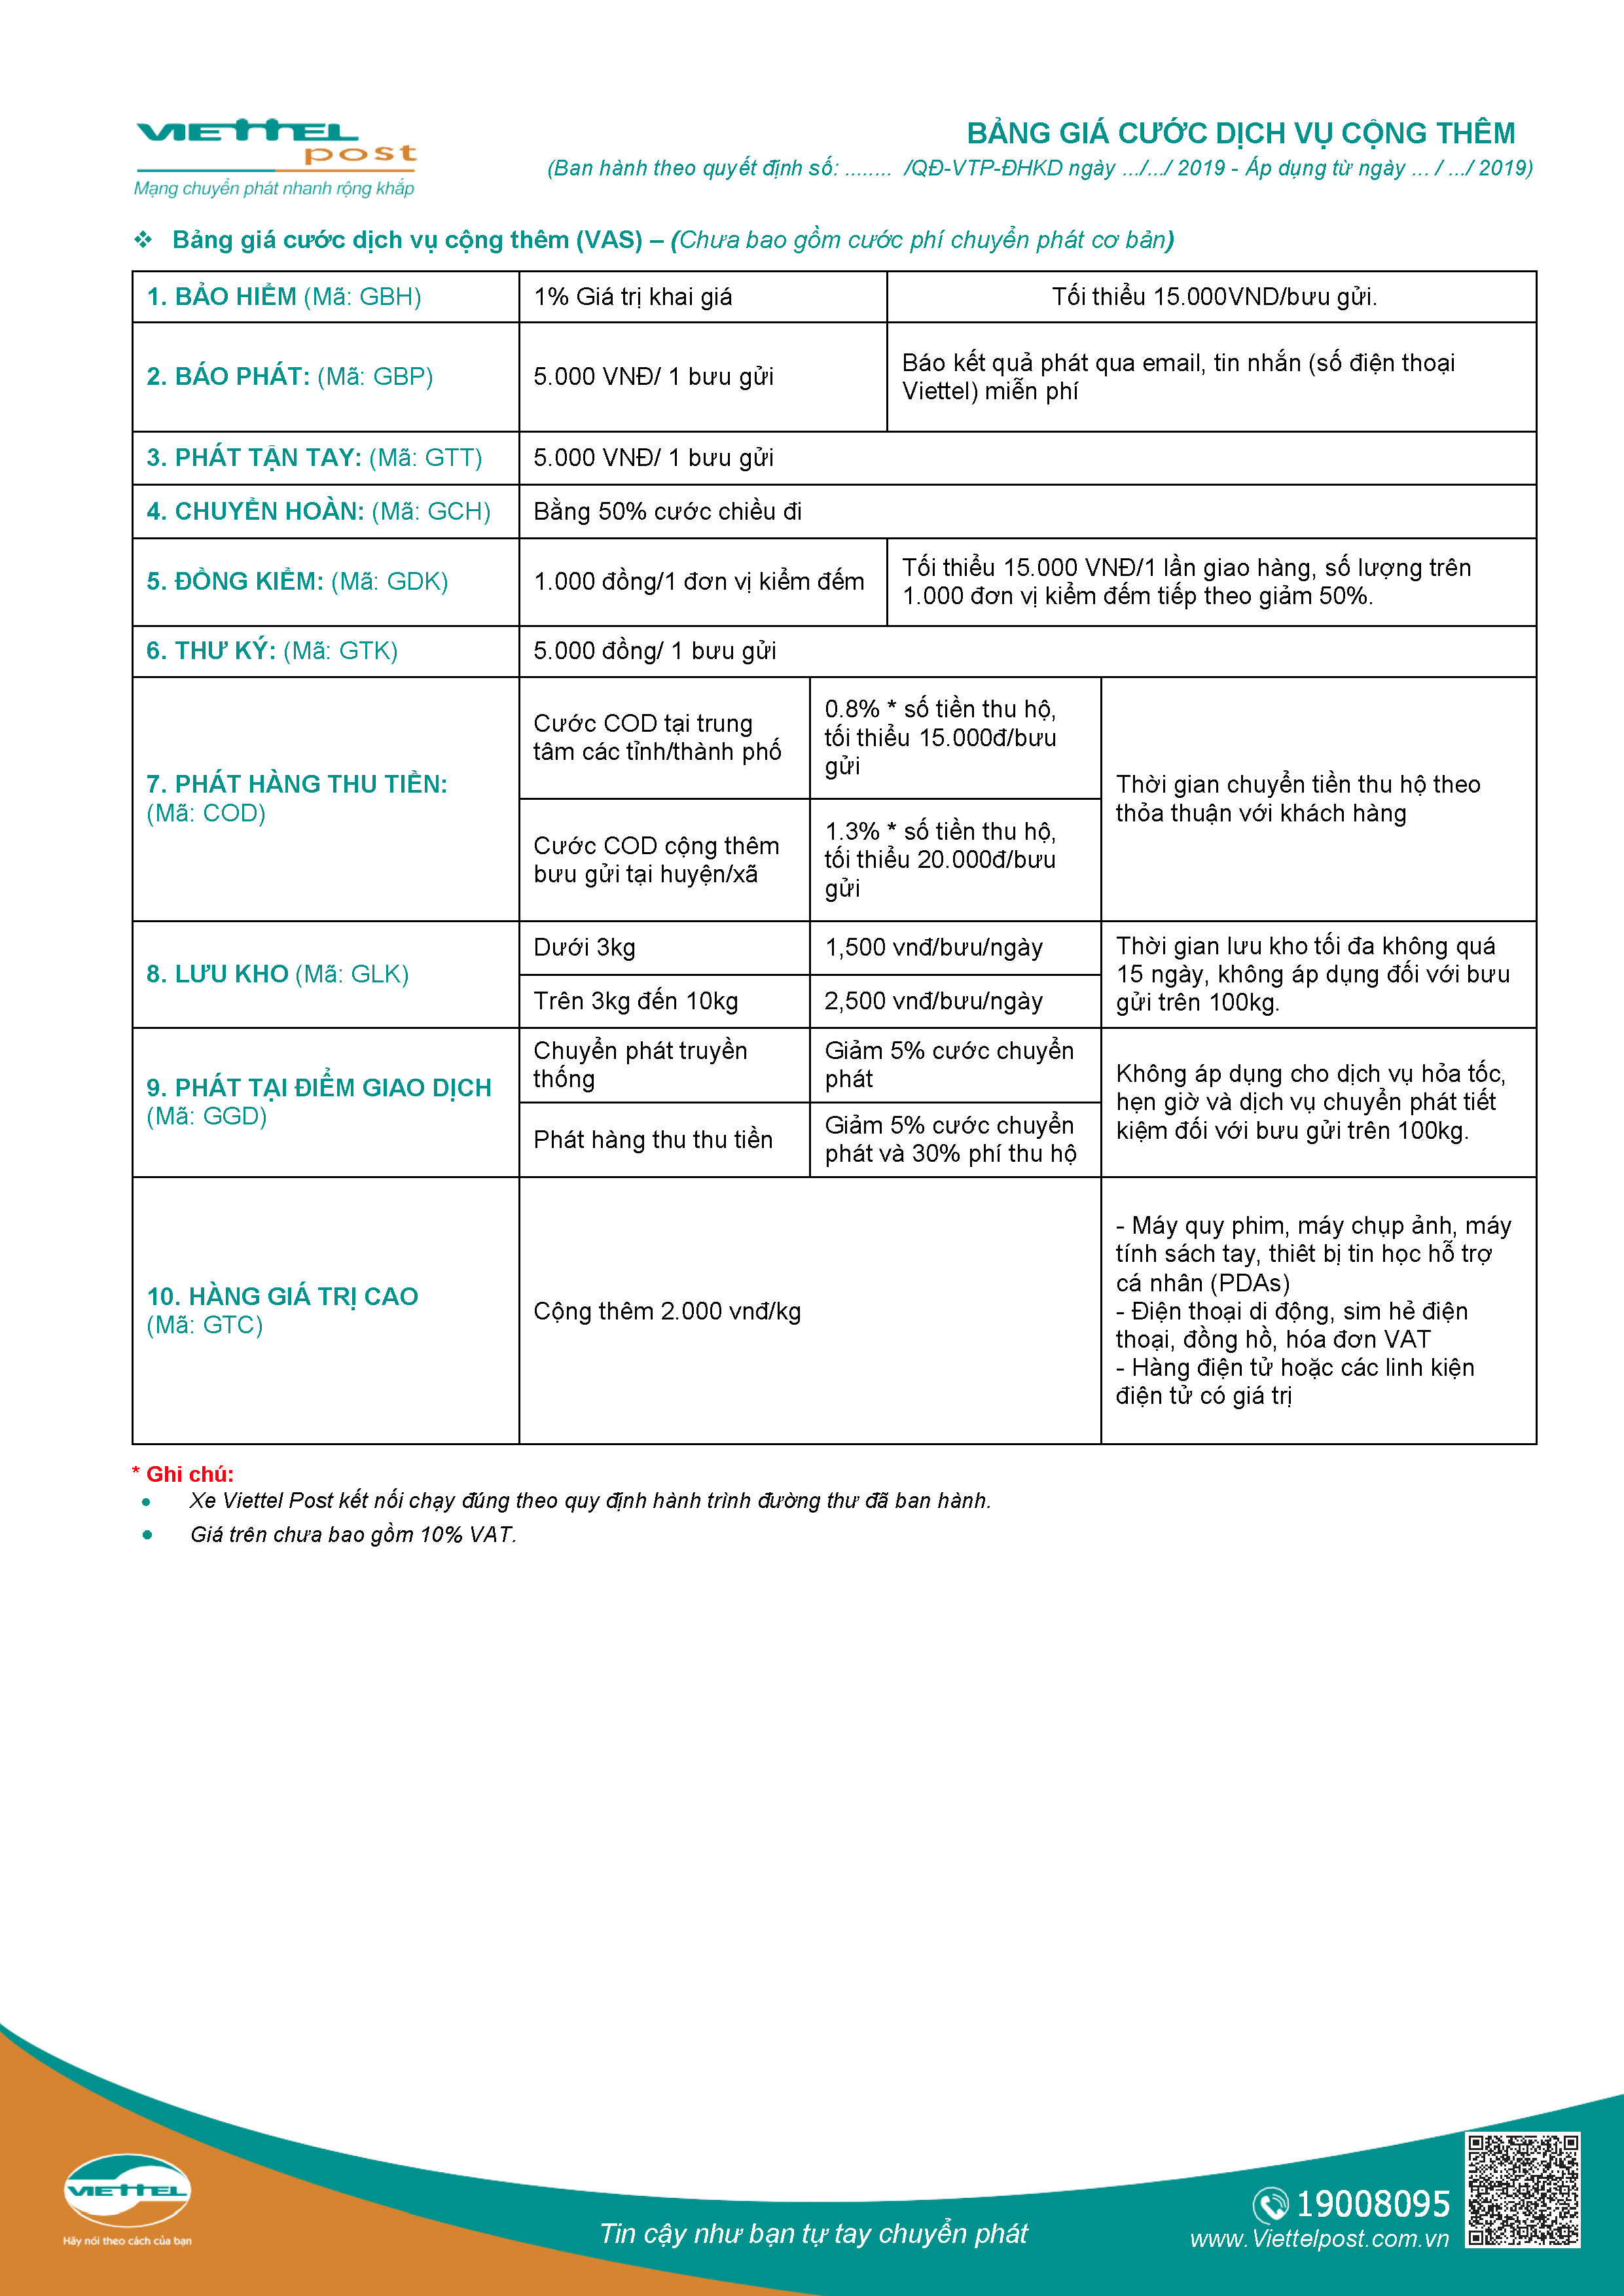 VIETTEL
post
Mạng chuyển phát nhanh rộng khắp
BẢNG GIÁ CƯỚC DỊCH VỤ CỘNG THÊM
(Ban hành theo quyết định số: ........ /QĐ-VTP-ĐHKD ngày .../.../ 2019 - Áp dụng từ ngày ... / .../ 2019)
❖ Bảng giá cước dịch vụ cộng thêm (VAS) – (Chưa bao gồm cước phí chuyển phát cơ bản)
1. BẢO HIỂM (Mã: GBH)
1% Giá trị khai giá
Tối thiểu 15.000VND/bưu gửi.
2. BÁO PHÁT: (Mã: GBP)
5.000 VNĐ/ 1 bưu gửi
Báo kết quả phát qua email, tin nhắn (số điện thoại
Viettel) miễn phí
3. PHÁT TẬN TAY: (Mã: GTT)
5.000 VNĐ/ 1 bưu gửi
4. CHUYỂN HOÀN: (Mã: GCH)
Bằng 50% cước chiều đi
5. ĐỒNG KIỂM: (Mã: GDK)
1.000 đồng/1 đơn vị kiểm đếm
Tối thiểu 15.000 VNĐ/1 lần giao hàng, số lượng trên
1.000 đơn vị kiểm đếm tiếp theo giảm 50%.
6. THƯ KÝ: (Mã: GTK)
5.000 đồng/ 1 bưu gửi
7. PHÁT HÀNG THU TIỀN:
(Mã: COD)
Cước COD tại trung
tâm các tỉnh/thành phố
0.8% * số tiền thu hộ,
tối thiểu 15.000đ/bưu
gửi
Cước COD cộng thêm
bưu gửi tại huyện/xã
1.3% * số tiền thu hộ,
tối thiểu 20.000đ/bưu
gửi
Thời gian chuyển tiền thu hộ theo
thỏa thuận với khách hàng
8. LƯU KHO (Mã: GLK)
Dưới 3kg
1,500 vnđ/bưu/ngày
Trên 3kg đến 10kg
2,500 vnđ/bưu/ngày
Thời gian lưu kho tối đa không quá
15 ngày, không áp dụng đối với bưu
gửi trên 100kg.
9. PHÁT TẠI ĐIỂM GIAO DỊCH
(Mã: GGD)
Chuyển phát truyền
thống
Giảm 5% cước chuyển
phát
Phát hàng thu thu tiền
Giảm 5% cước chuyển
phát và 30% phí thu hộ
Không áp dụng cho dịch vụ hỏa tốc,
hẹn giờ và dịch vụ chuyển phát tiết
kiệm đối với bưu gửi trên 100kg.
10. HÀNG GIÁ TRỊ CAO
(Mã: GTC)
Cộng thêm 2.000 vnđ/kg
- Máy quy phim, máy chụp ảnh, máy
tính sách tay, thiêt bị tin học hỗ trợ
cá nhân (PDAs)
- Điện thoại di động, sim hẻ điện
thoại, đồng hồ, hóa đơn VAT
- Hàng điện tử hoặc các linh kiện
điện tử có giá trị
* Ghi chú:
• Xe Viettel Post kết nối chạy đúng theo quy định hành trình đường thư đã ban hành.
• Giá trên chưa bao gồm 10% VAT.
VIETTEL
Hãy nói theo cách của bạn
Tin cậy như bạn tự tay chuyển phát
19008095
www.Viettelpost.com.vn